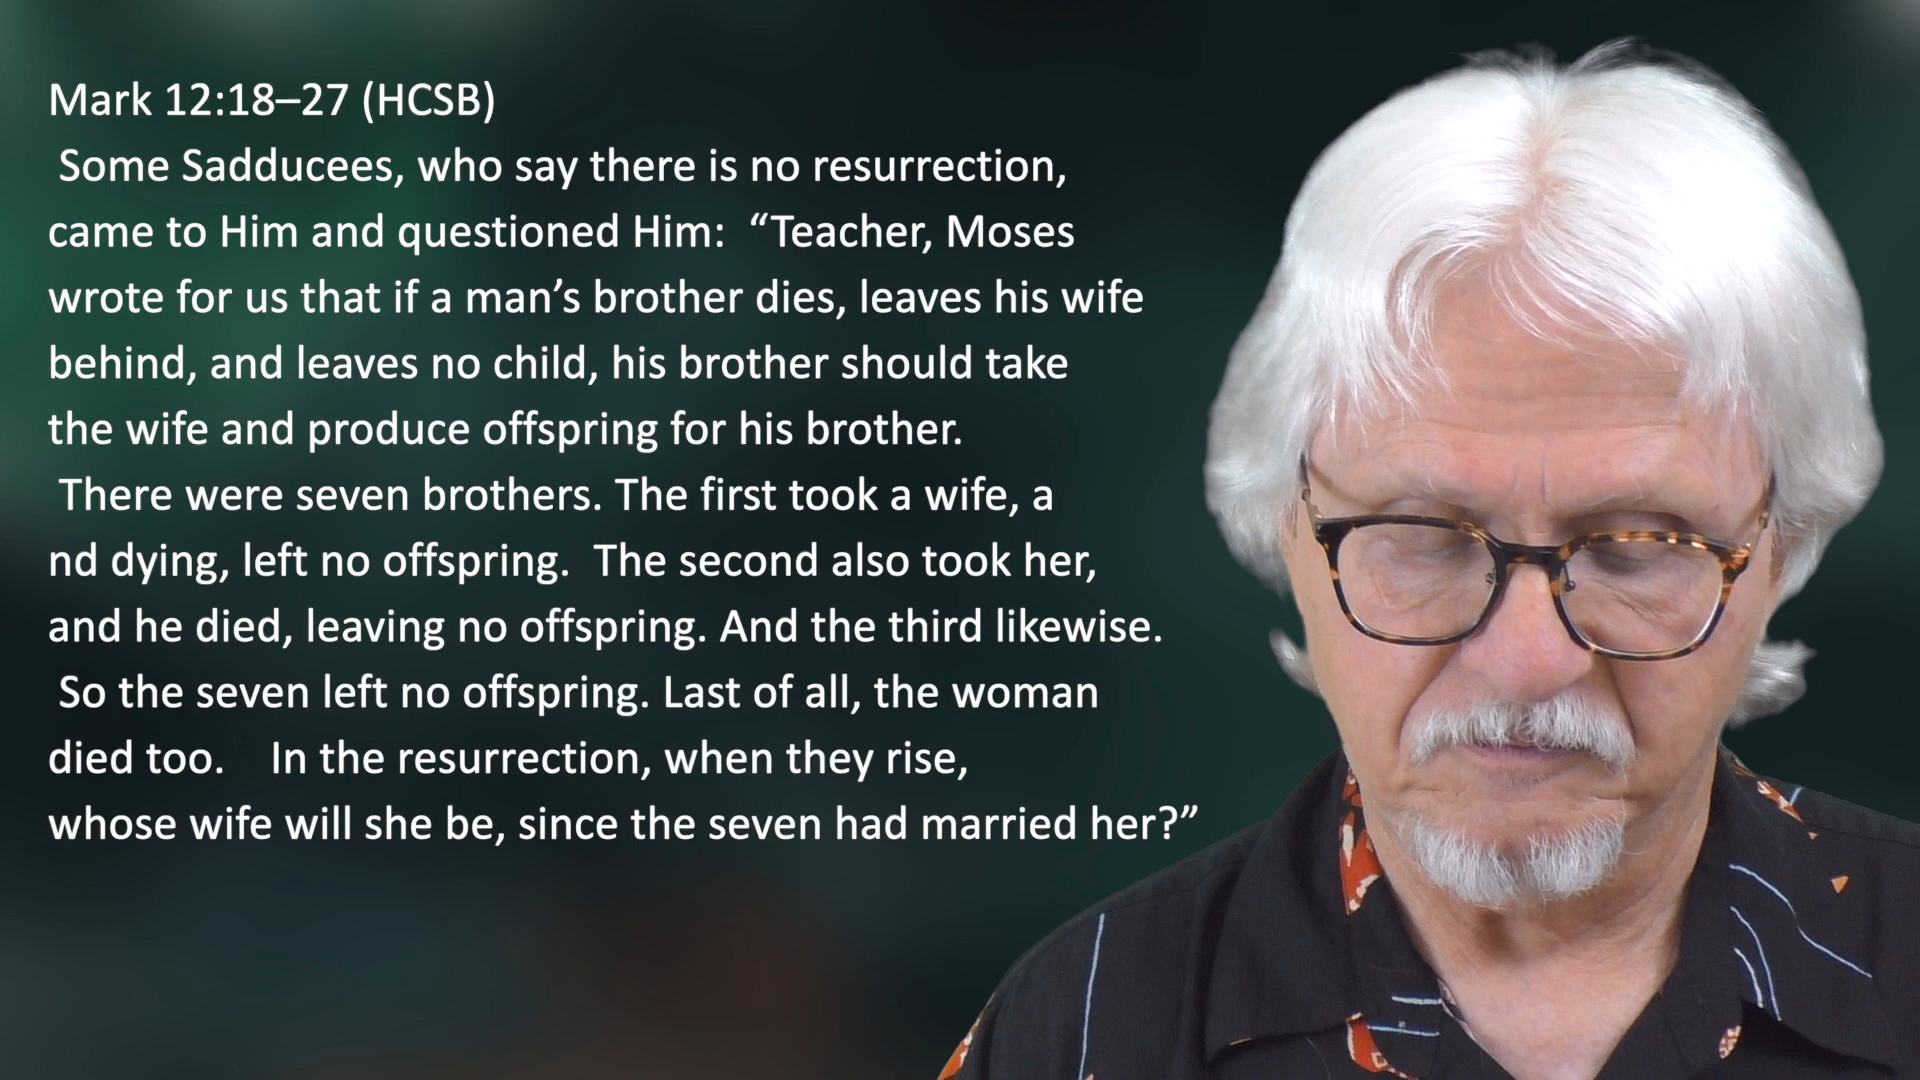 Mark 12:18–27 (HCSB)
Some Sadducees, who say there is no resurrection,
came to Him and questioned Him:  “Teacher, Moses
wrote for us that if a man’s brother dies, leaves his wife
behind, and leaves no child, his brother should take
the wife and produce offspring for his brother.
There were seven brothers. The first took a wife, a
nd dying, left no offspring.  The second also took her,
and he died, leaving no offspring. And the third likewise.
So the seven left no offspring. Last of all, the woman
died too.    In the resurrection, when they rise,
whose wife will she be, since the seven had married her?”